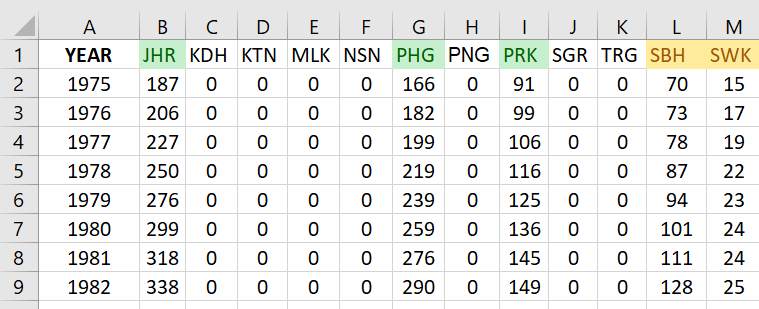 A B C D E F G H I J K L M
1 YEAR JHR KDH KTN MLK NSN PHG PNG PRK SGR TRG SBH SWK
2 1975 187 0 0 0 0 166 0 91 0 0 70 15
3 1976 206 0 0 0 0 182 0 99 0 0 73 17
4 1977 227 0 0 0 0 199 0 106 0 0 78 19
5 1978 250 0 0 0 0 219 0 116 0 0 87 22
6 1979 276 0 0 0 0 239 0 125 0 0 94 23
7 1980 299 0 0 0 0 259 0 136 0 0 101 24
8 1981 318 0 0 0 0 276 0 145 0 0 111 24
9 1982 338 0 0 0 0 290 0 149 0 0 128 25